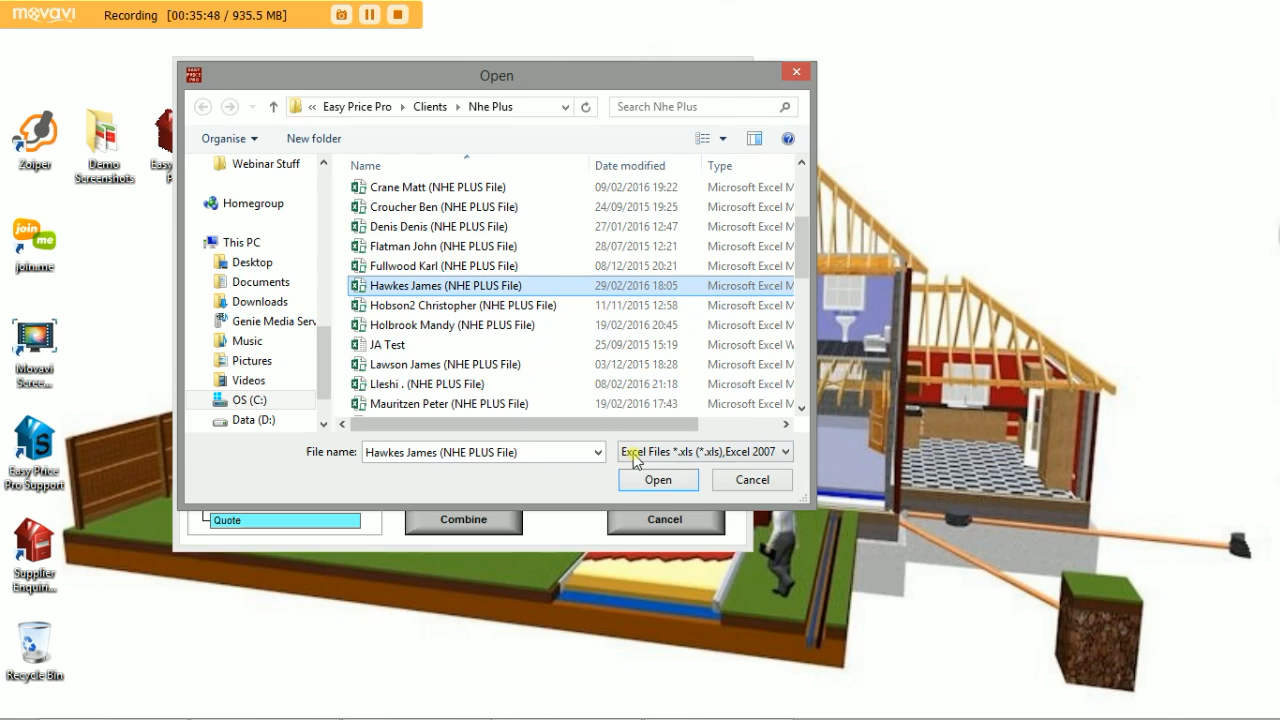 movavi Recording [00:35:48 / 935.5 MB]
Open
EASY PRICE PRO
« Easy Price Pro Clients Nhe Plus
Search Nhe Plus
Organise New folder
Webinar Stuff
Homegroup
This PC
Desktop
Documents
Downloads
Genie Media Serv
Music
Pictures
Videos
OS (C:)
Data (D:)
Name Date modified Type
Crane Matt (NHE PLUS File) 09/02/2016 19:22 Microsoft Excel M
Croucher Ben (NHE PLUS File) 24/09/2015 19:25 Microsoft Excel M
Denis Denis (NHE PLUS File) 27/01/2016 12:47 Microsoft Excel M
Flatman John (NHE PLUS File) 28/07/2015 12:21 Microsoft Excel M
Fullwood Karl (NHE PLUS File) 08/12/2015 20:21 Microsoft Excel M
Hawkes James (NHE PLUS File) 29/02/2016 18:05 Microsoft Excel M
Hobson2 Christopher (NHE PLUS File) 11/11/2015 12:58 Microsoft Excel M
Holbrook Mandy (NHE PLUS File) 19/02/2016 20:45 Microsoft Excel M
JA Test 25/09/2015 15:19 Microsoft Excel W
Lawson James (NHE PLUS File) 03/12/2015 18:28 Microsoft Excel M
Lleshi . (NHE PLUS File) 08/02/2016 21:18 Microsoft Excel M
Mauritzen Peter (NHE PLUS File) 19/02/2016 17:43 Microsoft Excel M
File name: Hawkes James (NHE PLUS File) Excel Files *.xls (*.xls),Excel 2007
Open Cancel
Quote Combine Cancel
Zoiper
Demo
Screenshots
Easy
P
join
me
join.me
Movavi
Scree...
Easy Price
Pro Support
Supplier
Enquiri...
Recycle Bin